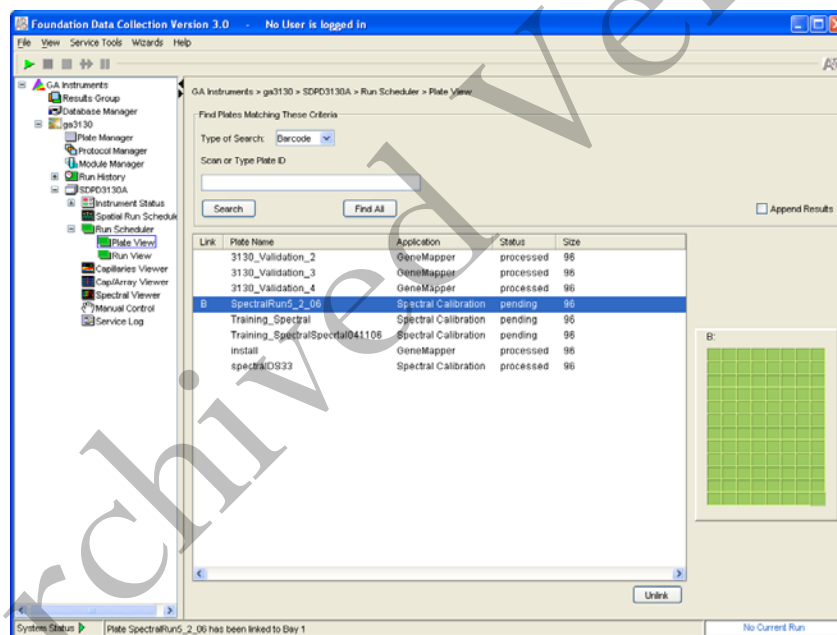 Foundation Data Collection Version 3.0 - No User is logged in
File View Service Tools Wizards Help
GA Instruments
Results Group
Database Manager
ga3130
Plate Manager
Protocol Manager
Module Manager
Run History
SDPD3130A
Instrument Status
Spatial Run Schedule
Run Scheduler
Plate View
Run View
Capillaries Viewer
Cap/Array Viewer
Spectral Viewer
Manual Control
Service Log
GA Instruments > ga3130 > SDPD3130A > Run Scheduler > Plate View
Find Plates Matching These Criteria
Type of Search: Barcode
Scan or Type Plate ID
Search Find All Append Results
Link Plate Name Application Status Size
3130_Validation_2 GeneMapper processed 96
3130_Validation_3 GeneMapper processed 96
3130_Validation_4 GeneMapper processed 96
B SpectralRun5_2_06 Spectral Calibration pending 96
Training_Spectral Spectral Calibration pending 96
Training_SpectralSpecrtal041106 Spectral Calibration pending 96
install GeneMapper processed 96
spectralDS33 Spectral Calibration processed 96
B:
Unlink
System Status Plate SpectralRun5_2_06 has been linked to Bay 1 No Current Run